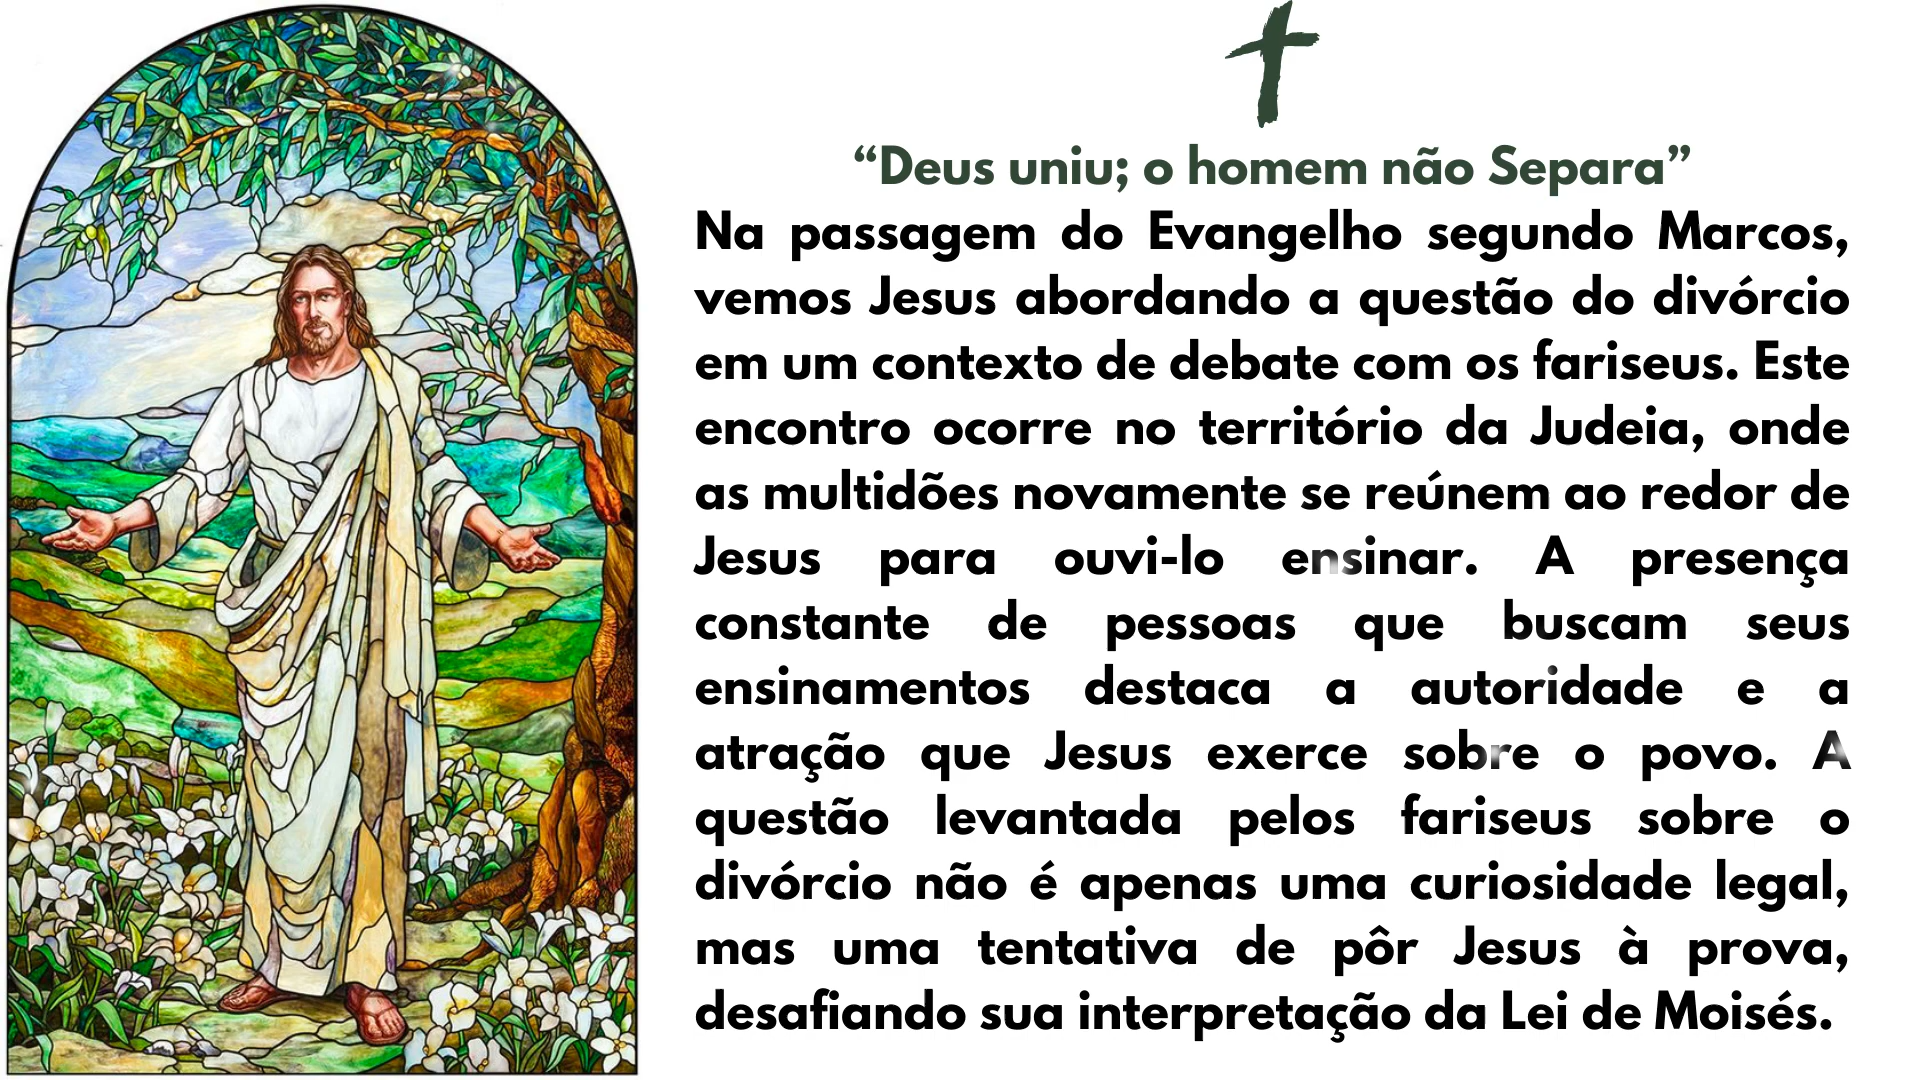 “Deus uniu; o homem não Separa”
Na passagem do Evangelho segundo Marcos,
vemos Jesus abordando a questão do divórcio
em um contexto de debate com os fariseus. Este
encontro ocorre no território da Judeia, onde
as multidões novamente se reúnem ao redor de
Jesus para ouvi-lo ensinar. A presença
constante de pessoas que buscam seus
ensinamentos destaca a autoridade e a
atração que Jesus exerce sobre o povo. A
questão levantada pelos fariseus sobre o
divórcio não é apenas uma curiosidade legal,
mas uma tentativa de pôr Jesus à prova,
desafiando sua interpretação da Lei de Moisés.